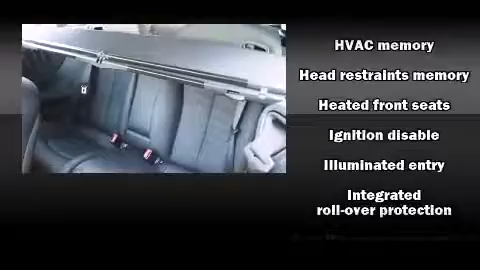 HVAC memory
Head restraints memory
Heated front seats
Ignition disable
Illuminated entry
Integrated
roll-over protection